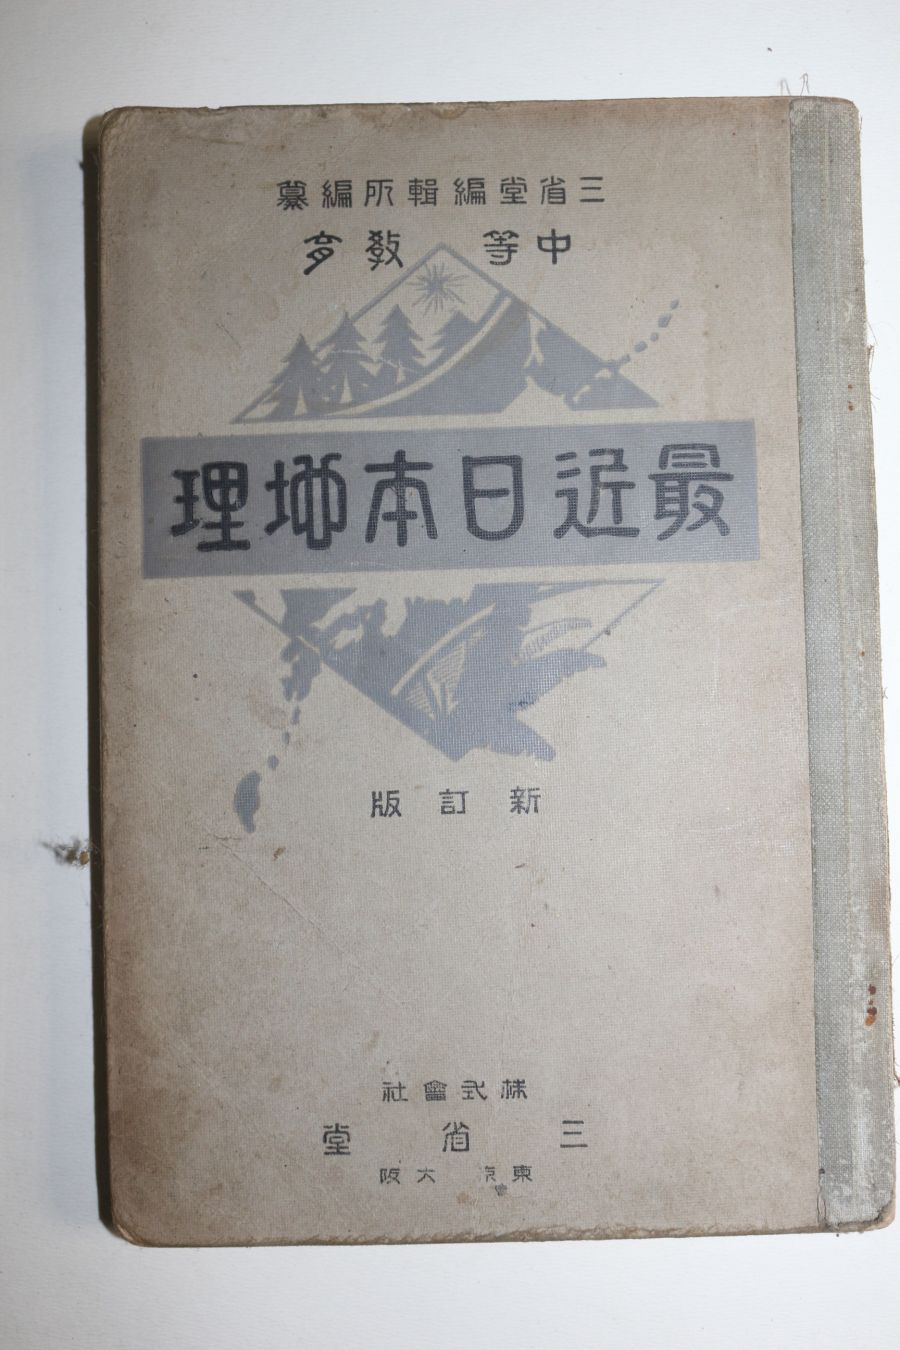 三省堂編輯所編纂
中等教育
最近日本地理
新訂版
株式會社
三省堂
東京 大阪